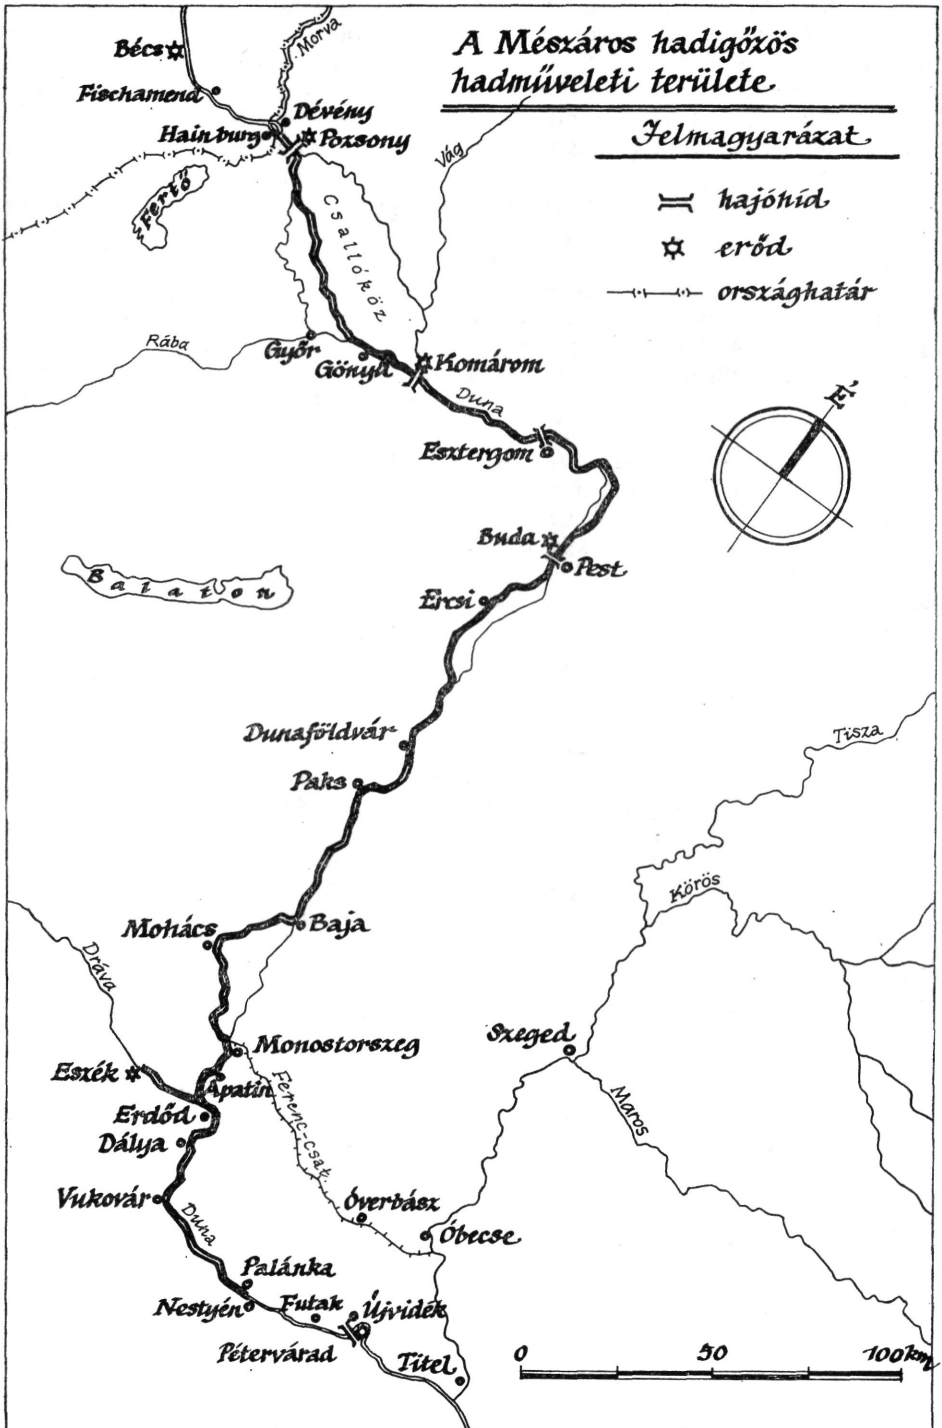 A Mészáros hadigőzös
hadműveleti területe
Jelmagyarázat
hajóhíd
erőd
országhatár
Morva
Bécs
Fischamend
Dévény
Hainburg
Pozsony
Vág
Fertő
Csallóköz
Rába
Győr
Gönyü
Komárom
Duna
É
Esztergom
Buda
Pest
Balaton
Ercsi
Dunaföldvár
Tisza
Paks
Körös
Mohács
Baja
Dráva
Szeged
Monostorszeg
Eszék
Apatin
Ferenc-csat.
Maros
Erdőd
Dálya
Vukovár
Óverbász
Duna
Óbecse
Palánka
Nestyén
Futak
Újvidék
Pétervárad
Titel
0 50 100km